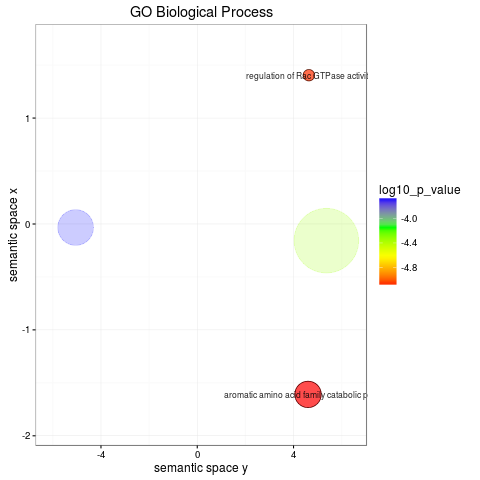 GO Biological Process
regulation of Rac GTPase activit
aromatic amino acid family catabolic p
semantic space x
1
0
-1
-2
-4
0
4
semantic space y
log10_p_value
-4.0
-4.4
-4.8